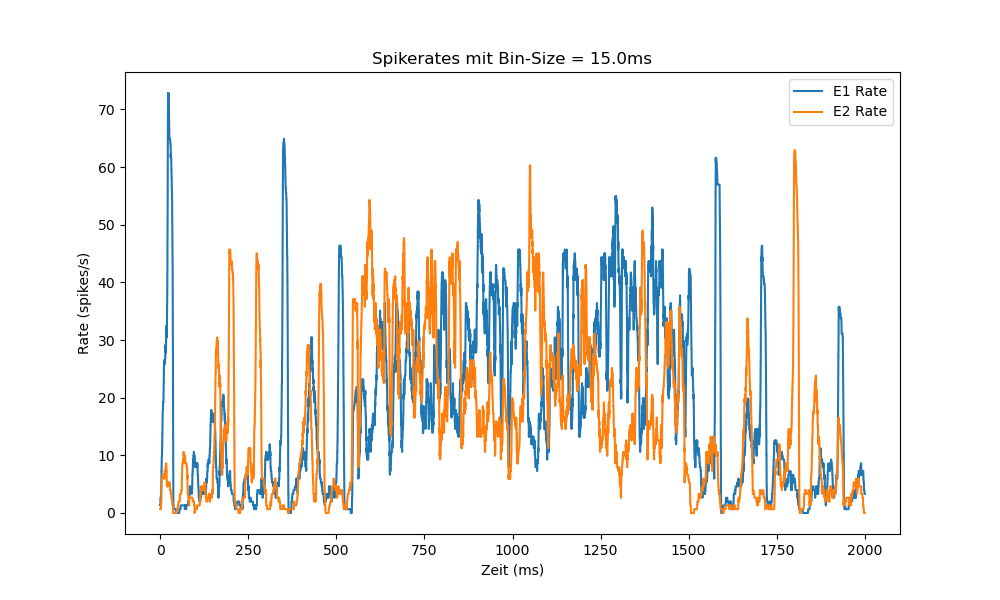 Spikerates mit Bin-Size = 15.0ms
E1 Rate
E2 Rate
70
60
50
40
30
20
10
0
Rate (spikes/s)
0 250 500 750 1000 1250 1500 1750 2000
Zeit (ms)